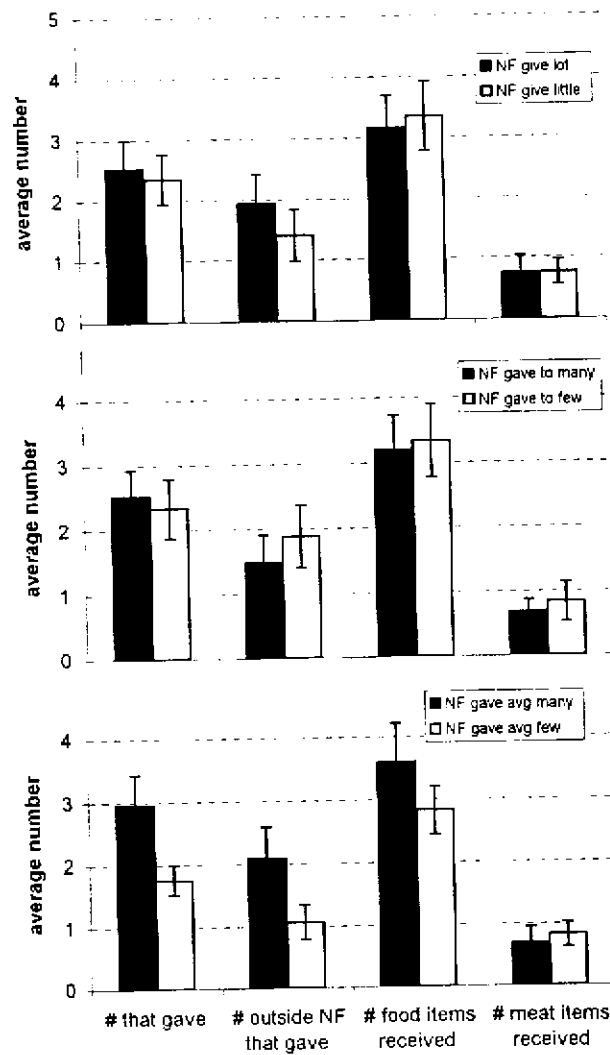 5
4
3
2
1
0
average number
NF give lot
NF give little
4
3
2
1
0
average number
NF gave to many
NF gave to few
4
3
2
1
0
average number
NF gave avg many
NF gave avg few
# that gave
# outside NF
that gave
# food items
received
# meat items
received